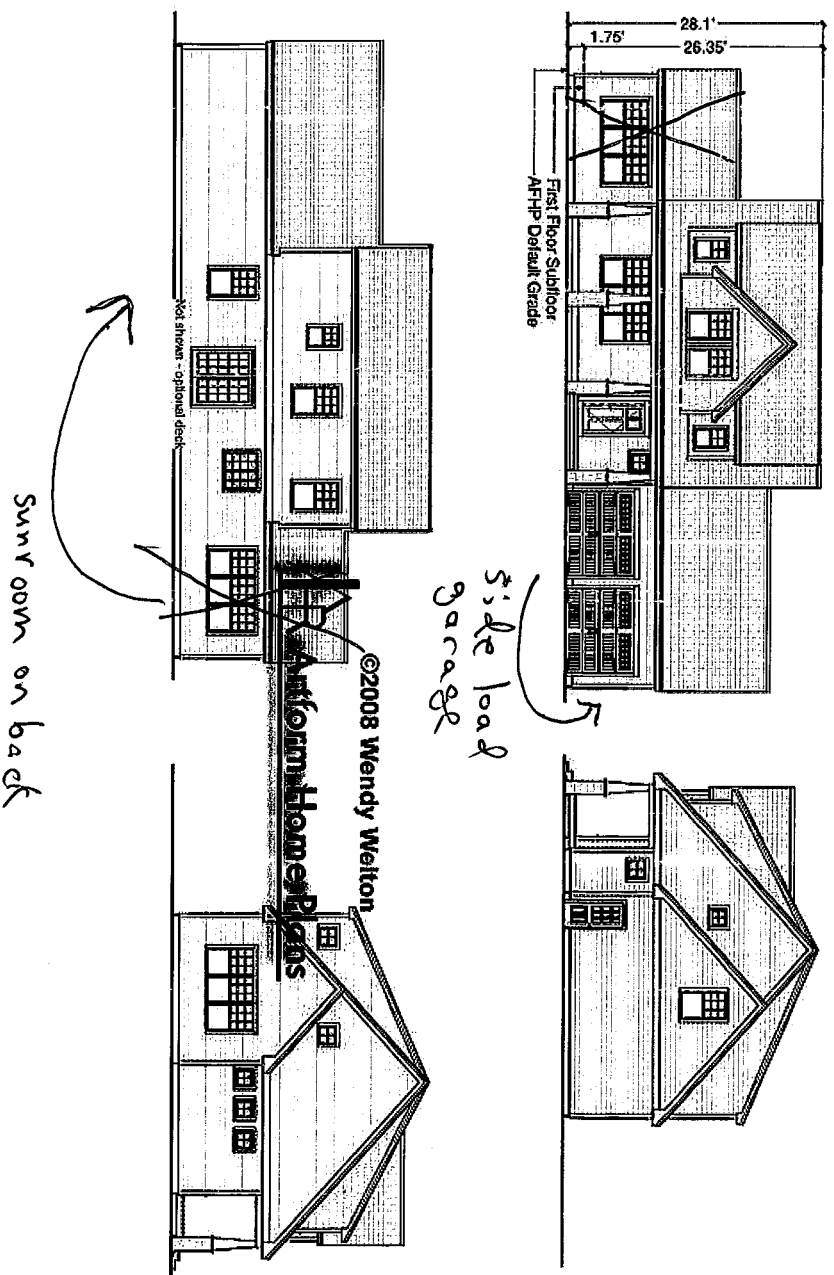 28.1'
26.35'
1.75'
First Floor Subfloor
AFHP Default Grade
side load
garage
Not shown - optional deck
©2008 Wendy Welton
Artform Home Plans
sunroom on back